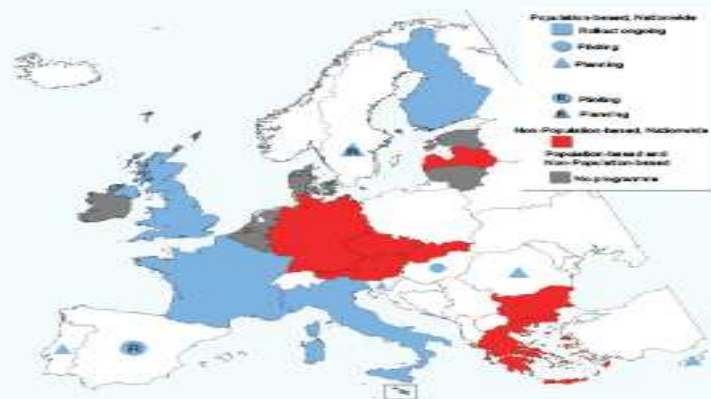 Population-based, Nationwide
Rollout ongoing
Piloting
Planning
R Piloting
Planning
Non-Population-based, Nationwide
Population-based and
Non-Population-based
No programme
R